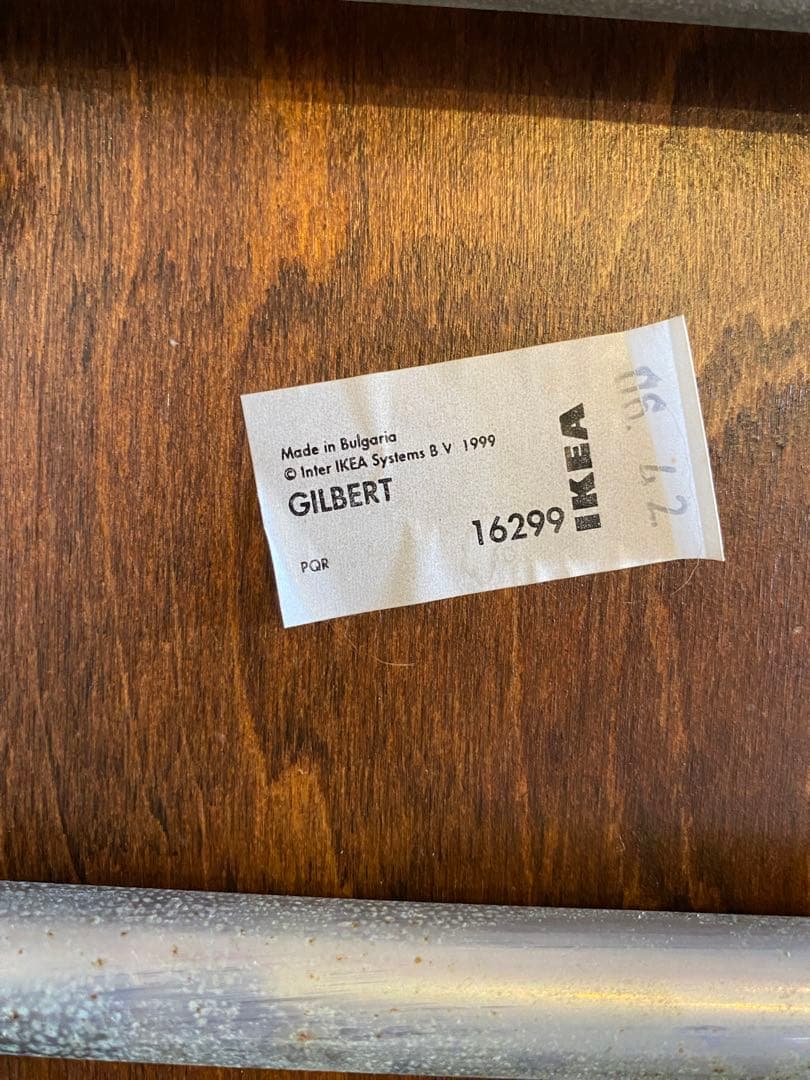 Made in Bulgaria
© Inter IKEA Systems B V 1999
GILBERT
16299
PQR
IKEA